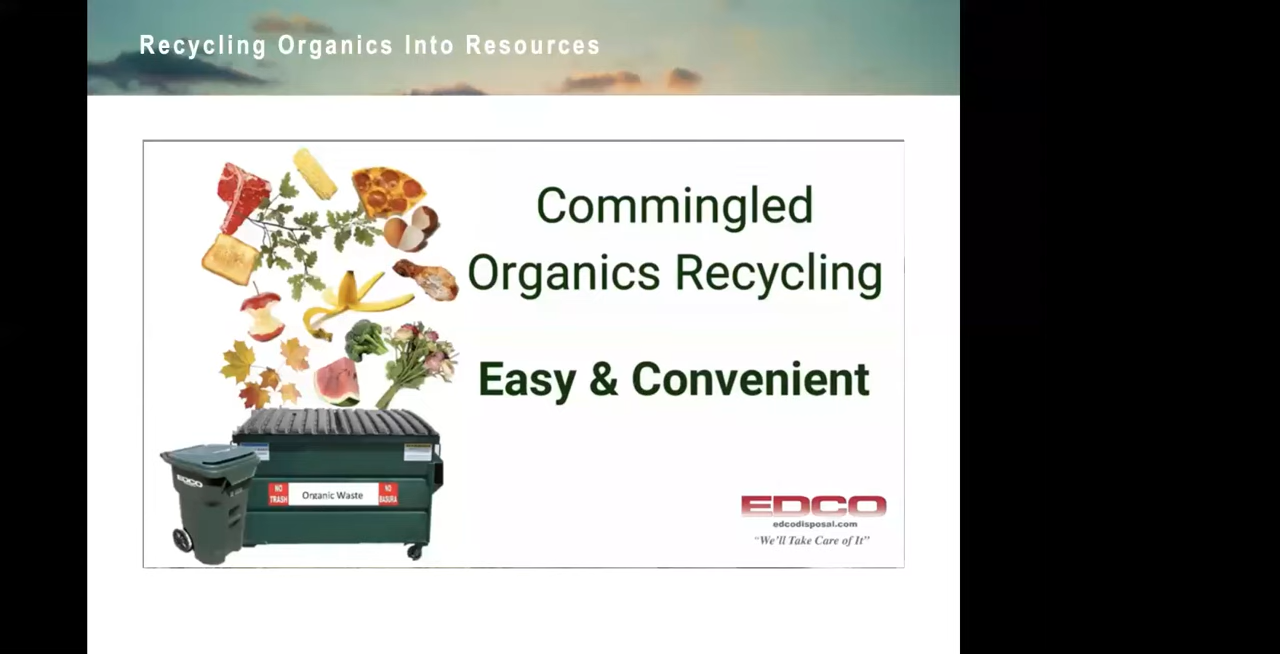 Recycling Organics Into Resources
Commingled
Organics Recycling
Easy & Convenient
EDCO
NO
TRASH
Organic Waste
NO
BASURA
EDCO
edcodisposal.com
"We'll Take Care of It"